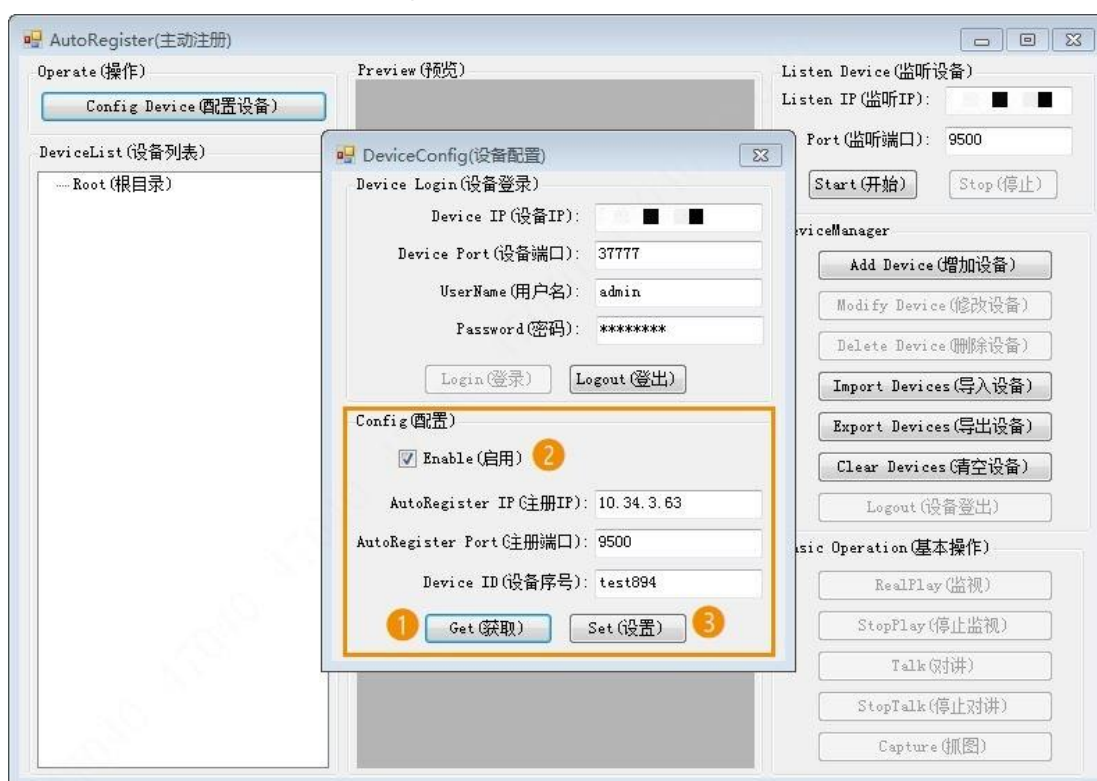 AutoRegister(主动注册)
Operate(操作)
Config Device(配置设备)
DeviceList(设备列表)
Root(根目录)
Preview(预览)
Listen Device(监听设备)
Listen IP(监听IP):
Port(监听端口): 9500
Start(开始) Stop(停止)
DeviceConfig(设备配置)
Device Login(设备登录)
Device IP(设备IP):
Device Port(设备端口): 37777
UserName(用户名): admin
Password(密码): ********
Login(登录) Logout(登出)
Config(配置)
Enable(启用) 2
AutoRegister IP(注册IP): 10.34.3.63
AutoRegister Port(注册端口): 9500
Device ID(设备序号): test894
1 Get(获取) Set(设置) 3
viceManager
Add Device(增加设备)
Modify Device(修改设备)
Delete Device(删除设备)
Import Devices(导入设备)
Export Devices(导出设备)
Clear Devices(清空设备)
Logout(设备登出)
sic Operation(基本操作)
RealPlay(监视)
StopPlay(停止监视)
Talk(对讲)
StopTalk(停止对讲)
Capture(抓图)